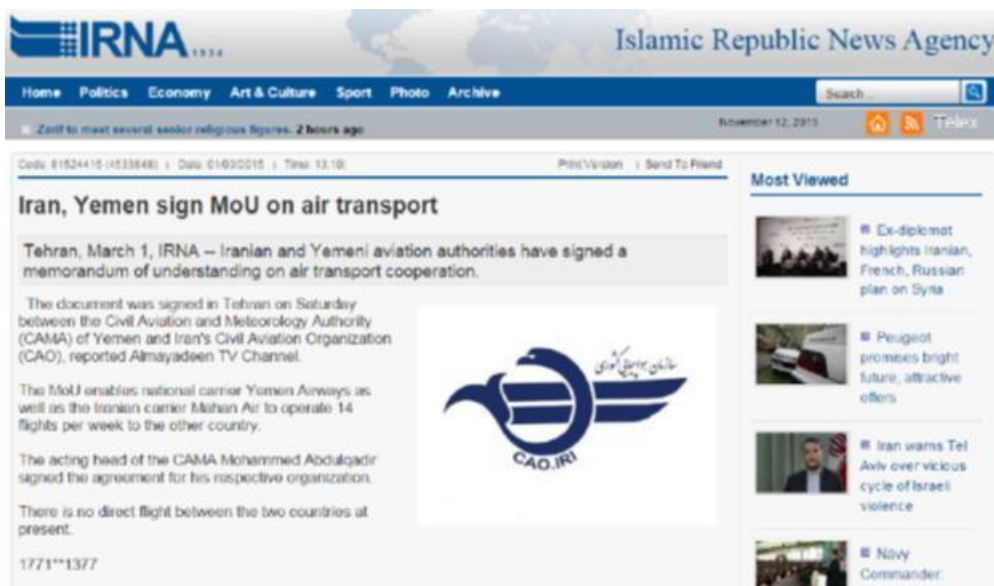 IRNA 1934
Islamic Republic News Agency
Home Politics Economy Art & Culture Sport Photo Archive
Search...
Zarif to meet several senior religious figures. 2 hours ago
November 12, 2015
Telex
Code: 81524415 (4533848) | Date: 01/03/2015 | Time: 13:19|
Print Version | Send To Friend
Iran, Yemen sign MoU on air transport
Tehran, March 1, IRNA – Iranian and Yemeni aviation authorities have signed a
memorandum of understanding on air transport cooperation.
The document was signed in Tehran on Saturday
between the Civil Aviation and Meteorology Authority
(CAMA) of Yemen and Iran's Civil Aviation Organization
(CAO), reported Almayadeen TV Channel.
The MoU enables national carrier Yemen Airways as
well as the Iranian carrier Mahan Air to operate 14
flights per week to the other country.
The acting head of the CAMA Mohammed Abdulqadir
signed the agreement for his respective organization.
There is no direct flight between the two countries at
present.
1771**1377
سازمان هواپیمایی کشوری
CAO.IRI
Most Viewed
Ex-diplomat
highlights Iranian,
French, Russian
plan on Syria
Peugeot
promises bright
future, attractive
offers
Iran warns Tel
Aviv over vicious
cycle of Israeli
violence
Navy
Commander: